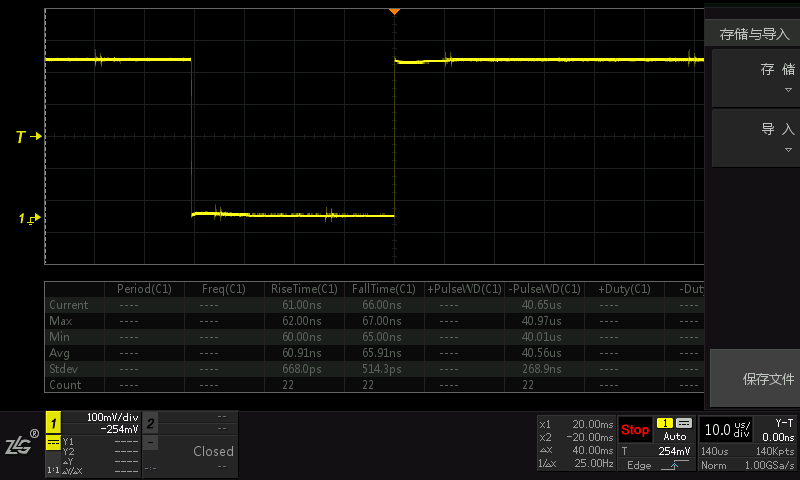 存储与导入
存 储
导 入
T
1
Period(C1) Freq(C1) RiseTime(C1) FallTime(C1) +PulseWD(C1) -PulseWD(C1) +Duty(C1) -Dut
Current ---- ---- 61.00ns 66.00ns ---- 40.65us ----
Max ---- ---- 62.00ns 67.00ns ---- 40.97us ----
Min ---- ---- 60.00ns 65.00ns ---- 40.01us ----
Avg ---- ---- 60.91ns 65.91ns ---- 40.56us ----
Stdev ---- ---- 668.0ps 514.3ps ---- 268.9ns ----
Count ---- ---- 22 22 ---- 22 ----
保存文件
ZLG®
1 100mV/div
-254mV
Y1 ----
Y2 ----
△Y ----
1:1 △Y/△X ----
2 --
--
- Closed
-:- --
x1 20.00ms
x2 -20.00ms
△X 40.00ms
1/△X 25.00Hz
Stop 1
Auto
T 254mV
Edge
10.0 us/div
Y-T
0.00ns
140us 140Kpts
Norm 1.00GSa/s